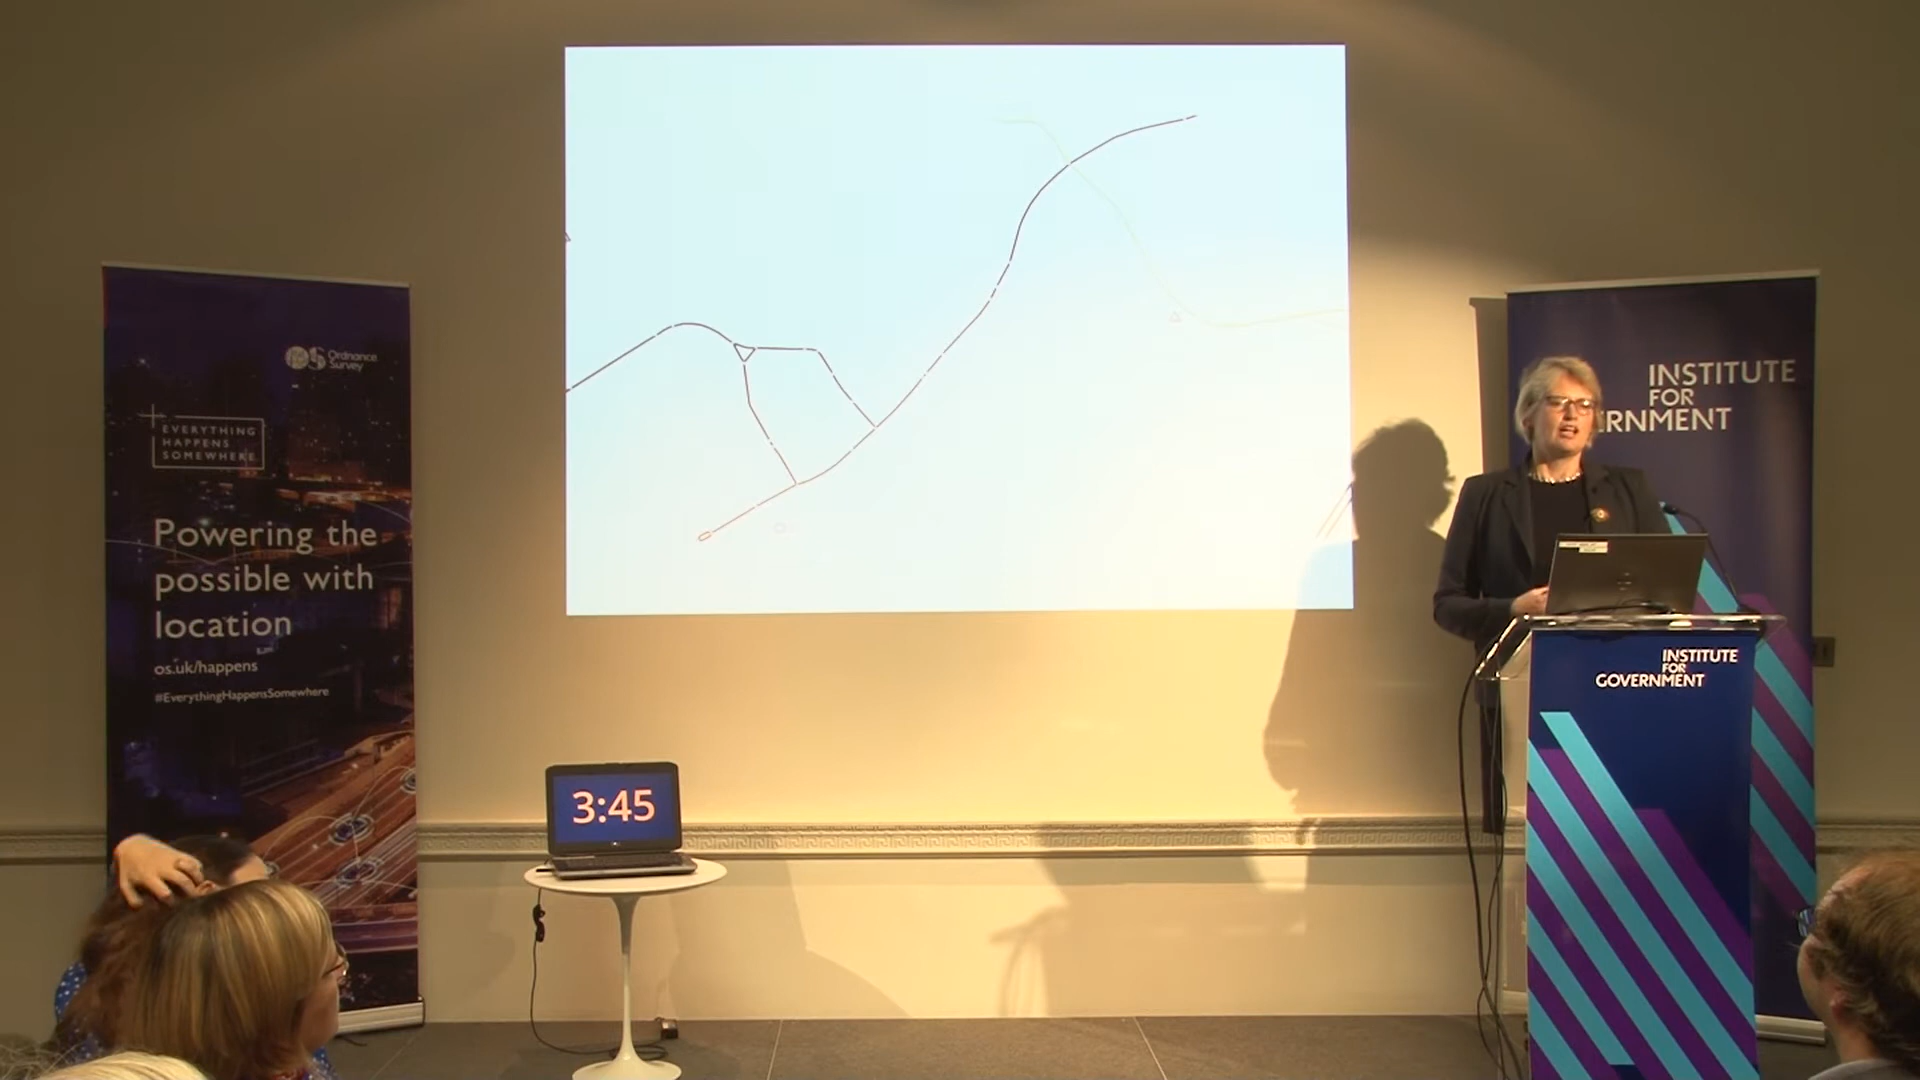 Ordnance
Survey
EVERYTHING
HAPPENS
SOMEWHERE
Powering the
possible with
location
os.uk/happens
#EverythingHappensSomewhere
3:45
INSTITUTE
FOR
ERNMENT
INSTITUTE
FOR
GOVERNMENT